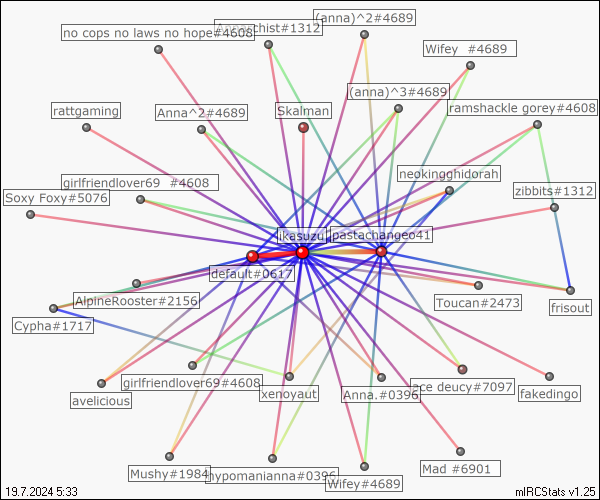 (anna)^2#4689
no cops no laws no hope#4608
Annarchist#1312
Wifey  #4689
(anna)^3#4689
rattgaming
Anna^2#4689
Skalman
ramshackle gorey#4608
neokingghidorah
girlfriendlover69  #4608
zibbits#1312
Soxy Foxy#5076
ikasuzu
pastachangeo41
default#0617
AlpineRooster#2156
Toucan#2473
frisout
Cypha#1717
girlfriendlover69#4608
xenoyaut
Anna.#0396
ace deucy#7097
fakedingo
avelicious
Mushy#1984
hypomanianna#0396
Wifey#4689
Mad #6901
19.7.2024 5:33
mIRCStats v1.25